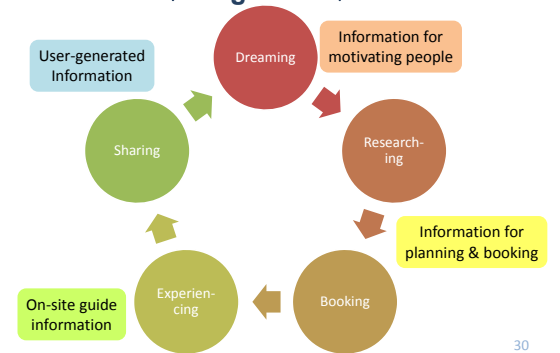 Dreaming
Information for
motivating people
User-generated
Information
Sharing
Research-
ing
Information for
planning & booking
Experien-
cing
Booking
On-site guide
information
30